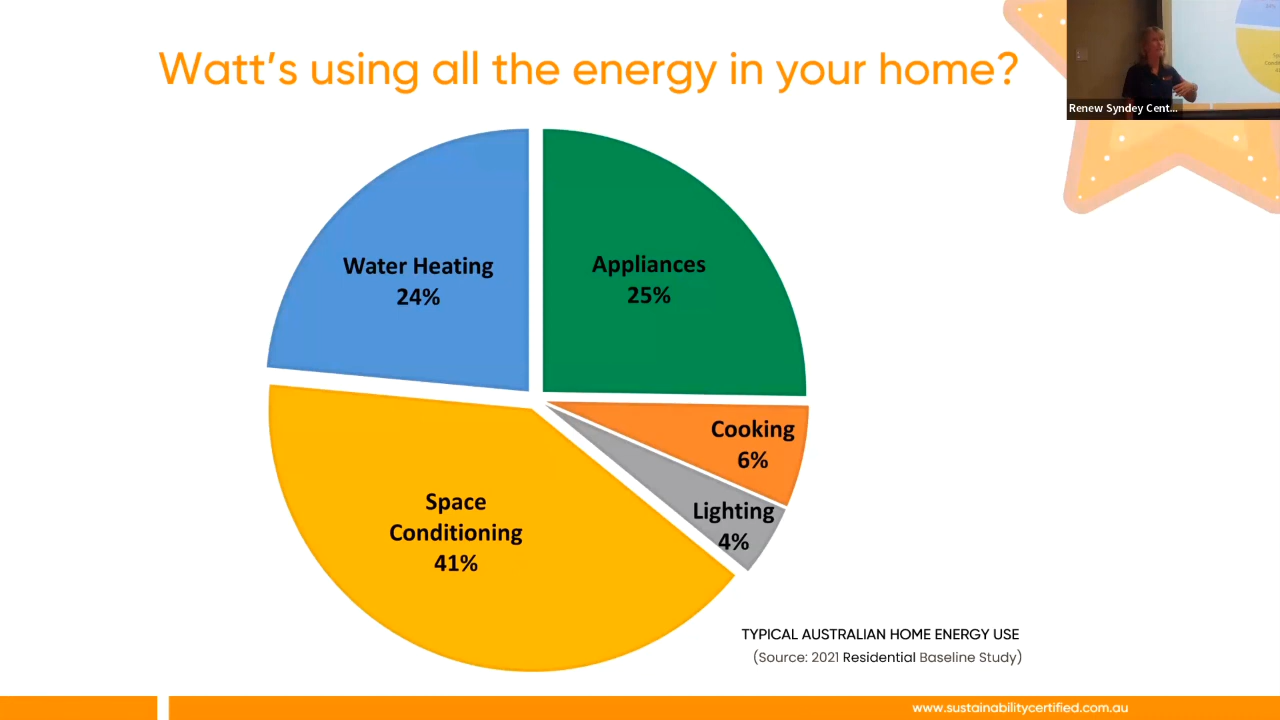 Watt's using all the energy in your home?
Renew Syndey Cent...
Water Heating
24%
Appliances
25%
Cooking
6%
Lighting
4%
Space
Conditioning
41%
TYPICAL AUSTRALIAN HOME ENERGY USE
(Source: 2021 Residential Baseline Study)
www.sustainabilitycertified.com.au